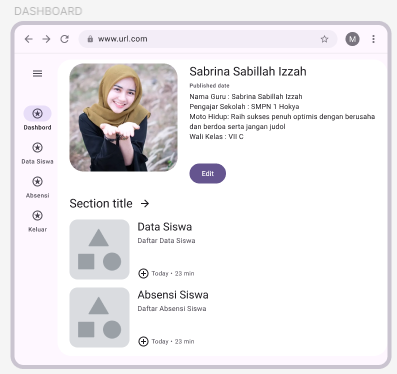 DASHBOARD
www.url.com
M
Sabrina Sabillah Izzah
Published date
Nama Guru : Sabrina Sabillah Izzah
Pengajar Sekolah : SMPN 1 Hokya
Moto Hidup: Raih sukses penuh optimis dengan berusaha
dan berdoa serta jangan judol
Wali Kelas : VII C
Edit
Dashbord
Data Siswa
Absensi
Keluar
Section title
Data Siswa
Daftar Data Siswa
Today • 23 min
Absensi Siswa
Daftar Absensi Siswa
Today • 23 min